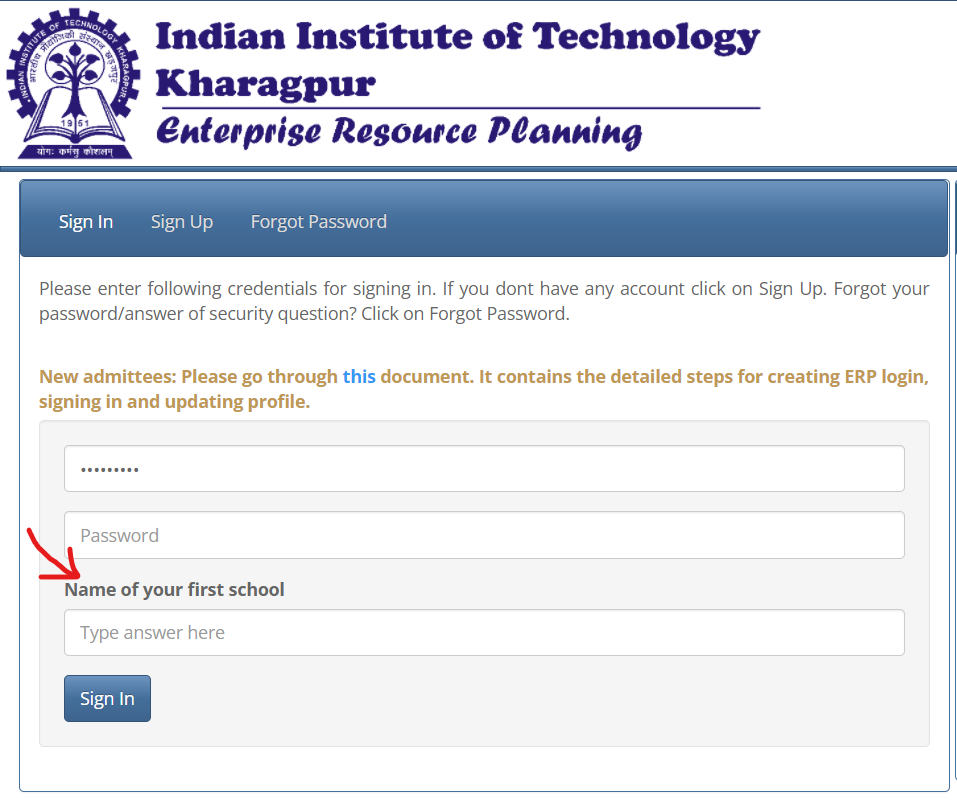 INDIAN INSTITUTE OF TECHNOLOGY KHARAGPUR
भारतीय प्रौद्योगिकी संस्थान खड़गपुर
1951
योगः कर्मसु कौशलम्
Indian Institute of Technology
Kharagpur
Enterprise Resource Planning
Sign In Sign Up Forgot Password
Please enter following credentials for signing in. If you dont have any account click on Sign Up. Forgot your
password/answer of security question? Click on Forgot Password.
New admittees: Please go through this document. It contains the detailed steps for creating ERP login,
signing in and updating profile.
•••••••••
Password
Name of your first school
Type answer here
Sign In